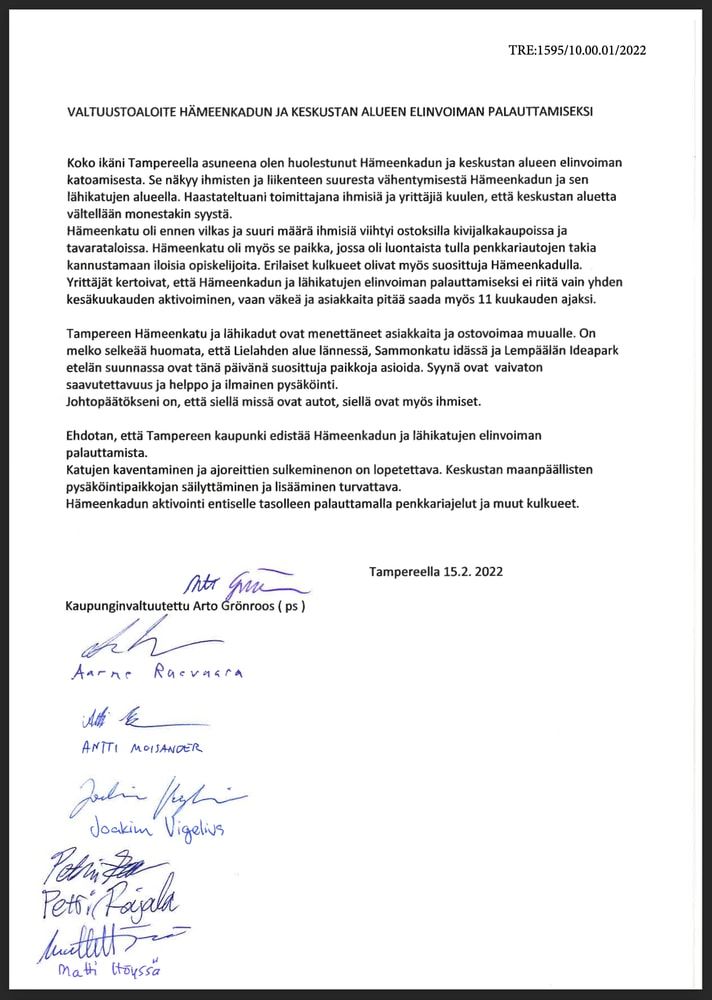 TRE:1595/10.00.01/2022
VALTUUSTOALOITE HÄMEENKADUN JA KESKUSTAN ALUEEN ELINVOIMAN PALAUTTAMISEKSI
Koko ikäni Tampereella asuneena olen huolestunut Hämeenkadun ja keskustan alueen elinvoiman
katoamisesta. Se näkyy ihmisten ja liikenteen suuresta vähentymisestä Hämeenkadun ja sen
lähikatujen alueella. Haastateltuani toimittajana ihmisiä ja yrittäjiä kuulen, että keskustan aluetta
vältellään monestakin syystä.
Hämeenkatu oli ennen vilkas ja suuri määrä ihmisiä viihtyi ostoksilla kivijalkakaupoissa ja
tavarataloissa. Hämeenkatu oli myös se paikka, jossa oli luontaista tulla penkkariautojen takia
kannustamaan iloisia opiskelijoita. Erilaiset kulkueet olivat myös suosittuja Hämeenkadulla.
Yrittäjät kertoivat, että Hämeenkadun ja lähikatujen elinvoiman palauttamiseksi ei riitä vain yhden
kesäkuukauden aktivoiminen, vaan väkeä ja asiakkaita pitää saada myös 11 kuukauden ajaksi.
Tampereen Hämeenkatu ja lähikadut ovat menettäneet asiakkaita ja ostovoimaa muualle. On
melko selkeää huomata, että Lielahden alue lännessä, Sammonkatu idässä ja Lempäälän Ideapark
etelän suunnassa ovat tänä päivänä suosittuja paikkoja asioida. Syynä ovat vaivaton
saavutettavuus ja helppo ja ilmainen pysäköinti.
Johtopäätökseni on, että siellä missä ovat autot, siellä ovat myös ihmiset.
Ehdotan, että Tampereen kaupunki edistää Hämeenkadun ja lähikatujen elinvoiman
palauttamista.
Katujen kaventaminen ja ajoreittien sulkeminenon on lopetettava. Keskustan maanpäällisten
pysäköintipaikkojan säilyttäminen ja lisääminen turvattava.
Hämeenkadun aktivointi entiselle tasolleen palauttamalla penkkariajelut ja muut kulkueet.
Tampereella 15.2. 2022
Kaupunginvaltuutettu Arto Grönroos ( ps )
Aarne Raevaara
ANTTI MOISANDER
Joakim Vigelius
Petri Rajala
Matti Höyssä